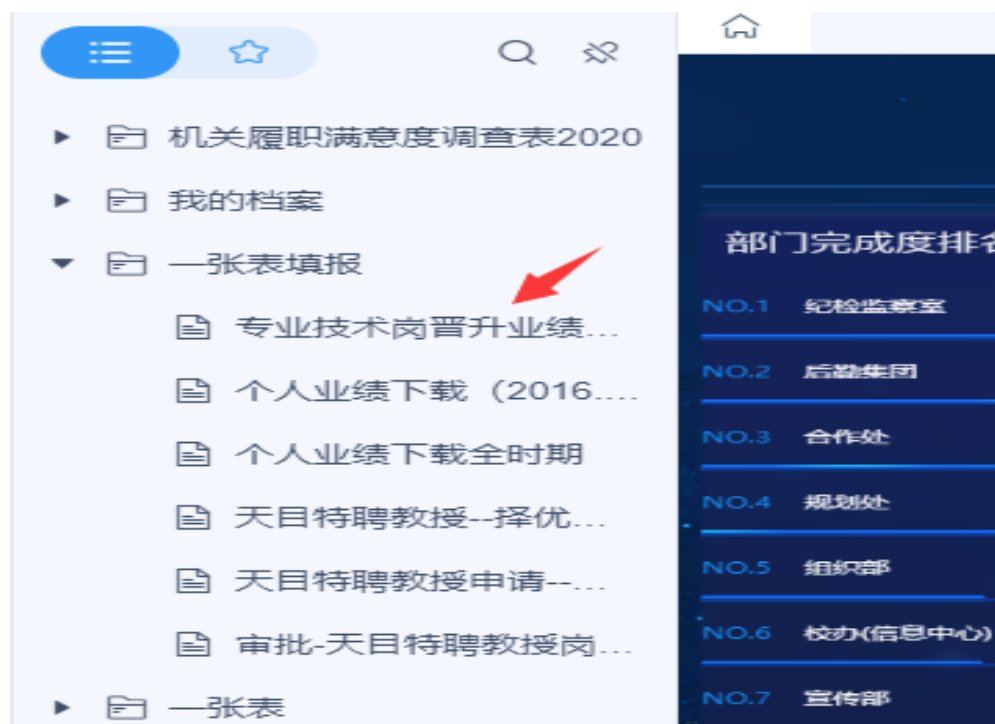 机关履职满意度调查表2020
我的档案
一张表填报
专业技术岗晋升业绩...
个人业绩下载（2016....
个人业绩下载全时期
天目特聘教授--择优...
天目特聘教授申请--...
审批-天目特聘教授岗...
一张表
部门完成度排名
NO.1 纪检监察室
NO.2 后勤集团
NO.3 合作处
NO.4 规划处
NO.5 组织部
NO.6 校办(信息中心)
NO.7 宣传部